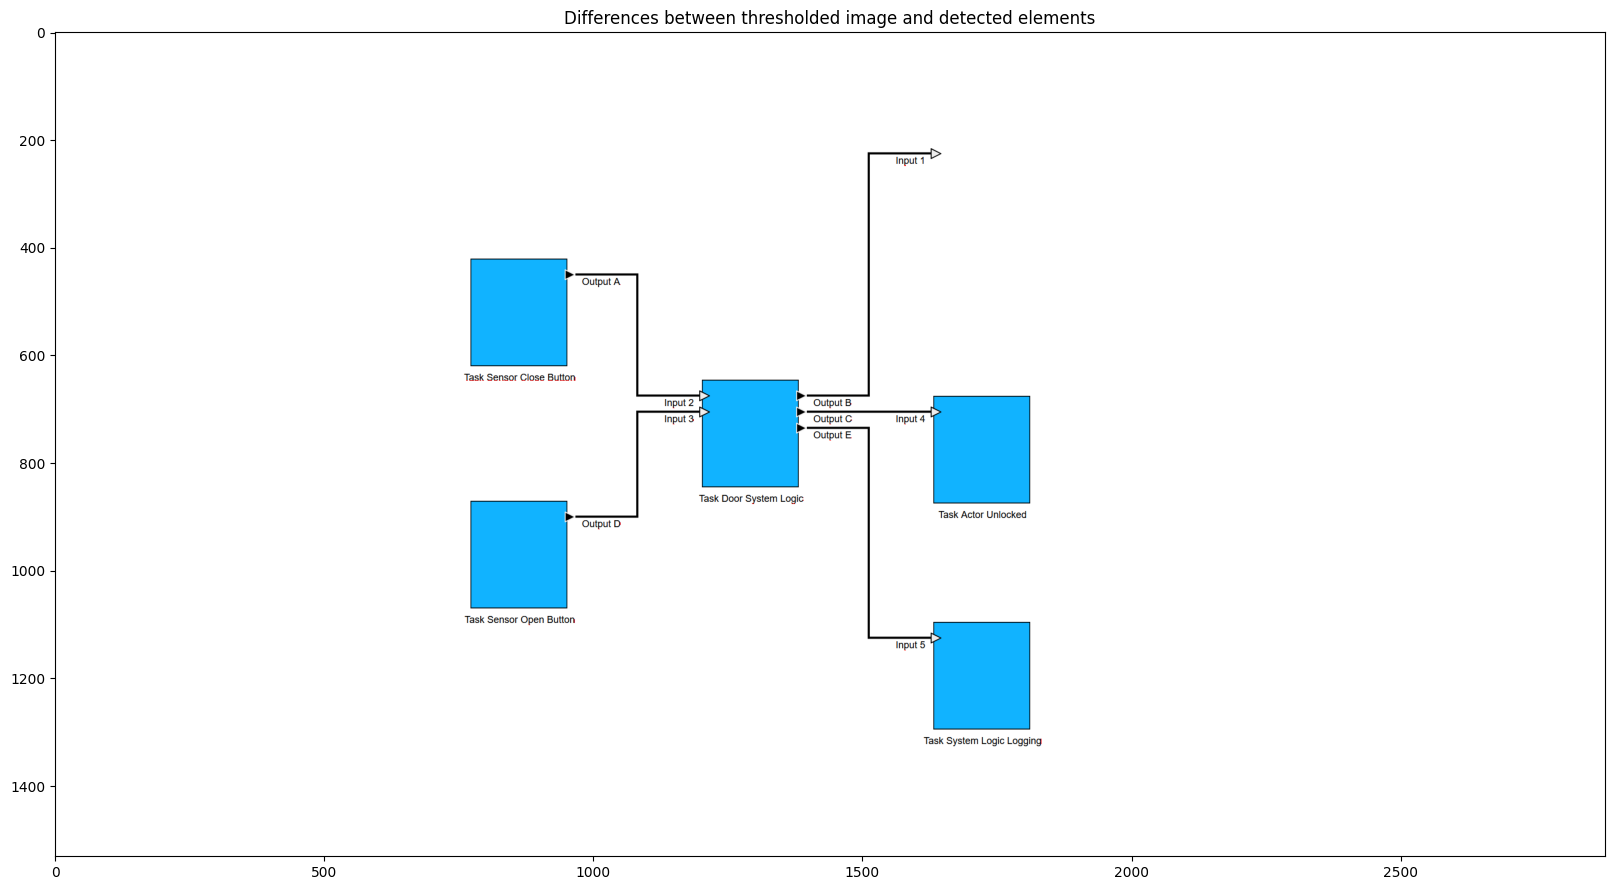 Differences between thresholded image and detected elements
0
200
Input 1
400
Output A
600
Task Sensor Close Button
Input 2
Output B
Input 3
Output C
Input 4
Output E
800
Task Door System Logic
Task Actor Unlocked
Output D
1000
Task Sensor Open Button
Input 5
1200
Task System Logic Logging
1400
0
500
1000
1500
2000
2500